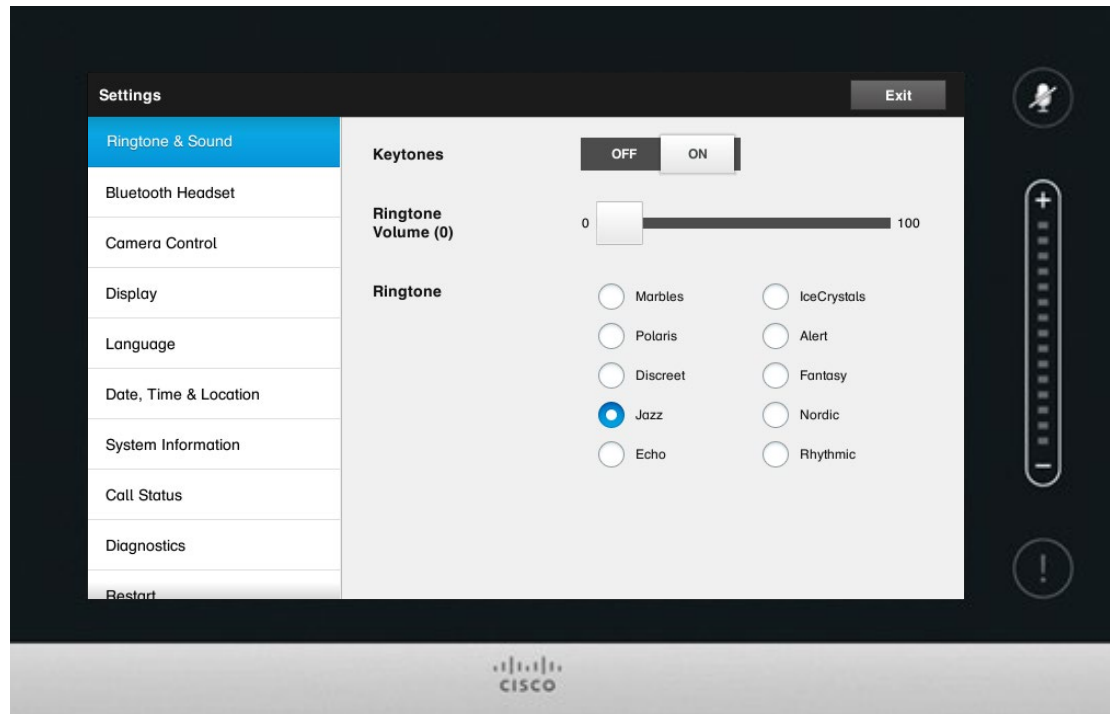 Settings
Exit
Ringtone & Sound
Bluetooth Headset
Camera Control
Display
Language
Date, Time & Location
System Information
Call Status
Diagnostics
Restart
Keytones
OFF ON
Ringtone
Volume (0)
0 100
Ringtone
Marbles IceCrystals
Polaris Alert
Discreet Fantasy
Jazz Nordic
Echo Rhythmic
+
−
!
CISCO